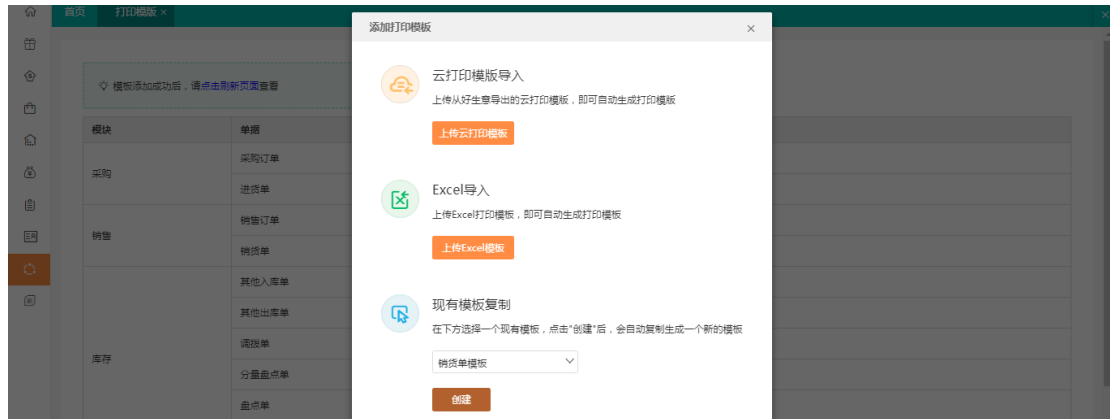 首页 打印模版 ×
添加打印模板 ×
模板添加成功后，请点击刷新页面查看
云打印模版导入
上传从好生意导出的云打印模版，即可自动生成打印模版
上传云打印模板
模块 单据
采购 采购订单
进货单
Excel导入
上传Excel打印模板，即可自动生成打印模板
上传Excel模板
销售 销售订单
销货单
现有模板复制
在下方选择一个现有模板，点击"创建"后，会自动复制生成一个新的模板
销货单模板
创建
库存 其他入库单
其他出库单
调拨单
分量盘点单
盘点单